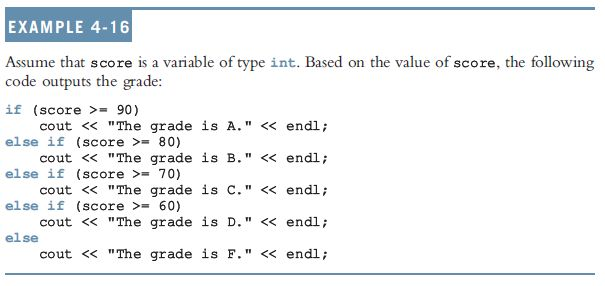 EXAMPLE 4-16
Assume that score is a variable of type int. Based on the value of score, the following
code outputs the grade:
if (score >= 90)
    cout << "The grade is A." << endl;
else if (score >= 80)
    cout << "The grade is B." << endl;
else if (score >= 70)
    cout << "The grade is C." << endl;
else if (score >= 60)
    cout << "The grade is D." << endl;
else
    cout << "The grade is F." << endl;